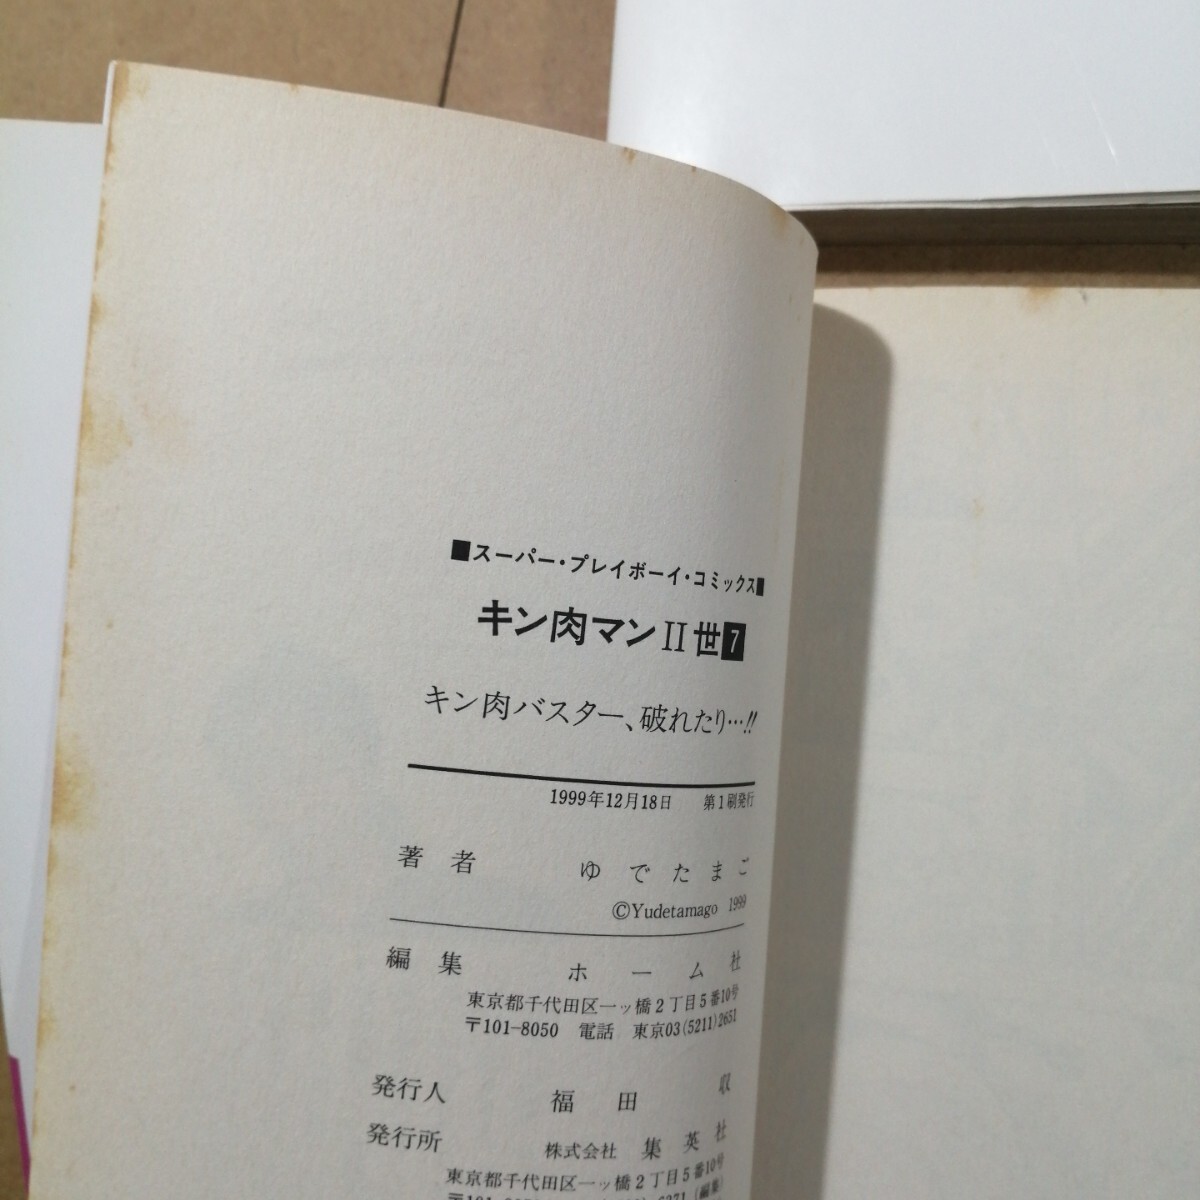 ■スーパー・プレイボーイ・コミックス■
キン肉マンⅡ世7
キン肉バスター、破れたり…!!
1999年12月18日 第1刷発行
著者 ゆでたまご
©Yudetamago 1999
編集 ホーム社
東京都千代田区一ッ橋2丁目5番10号
〒101-8050 電話 東京03(5211)2651
発行人 福田 収
発行所 株式会社 集英社
東京都千代田区一ッ橋2丁目5番10号
6371(編集)